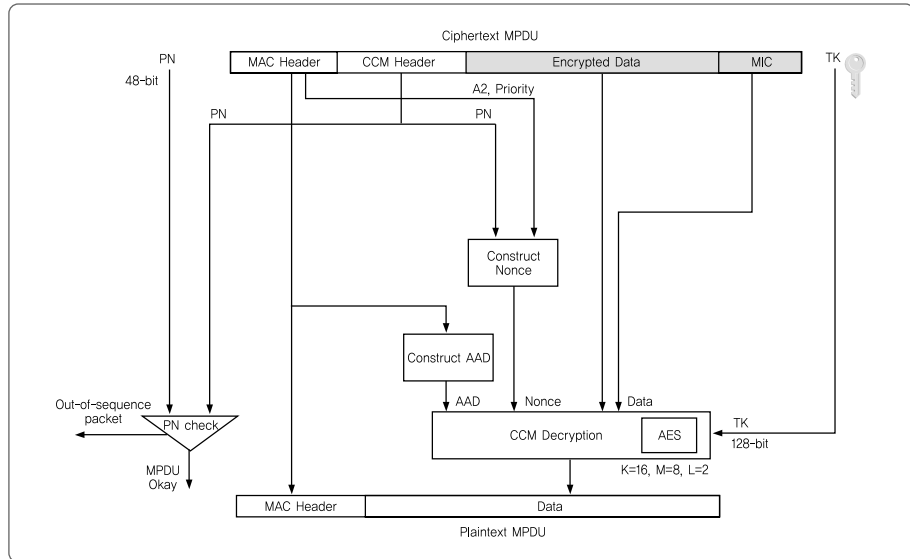 Ciphertext MPDU
PN
MAC Header
CCM Header
Encrypted Data
MIC
TK
48-bit
A2, Priority
PN
PN
Construct
Nonce
Construct AAD
Out-of-sequence
packet
PN check
AAD
Nonce
Data
CCM Decryption
AES
TK
128-bit
K=16, M=8, L=2
MPDU
Okay
MAC Header
Data
Plaintext MPDU